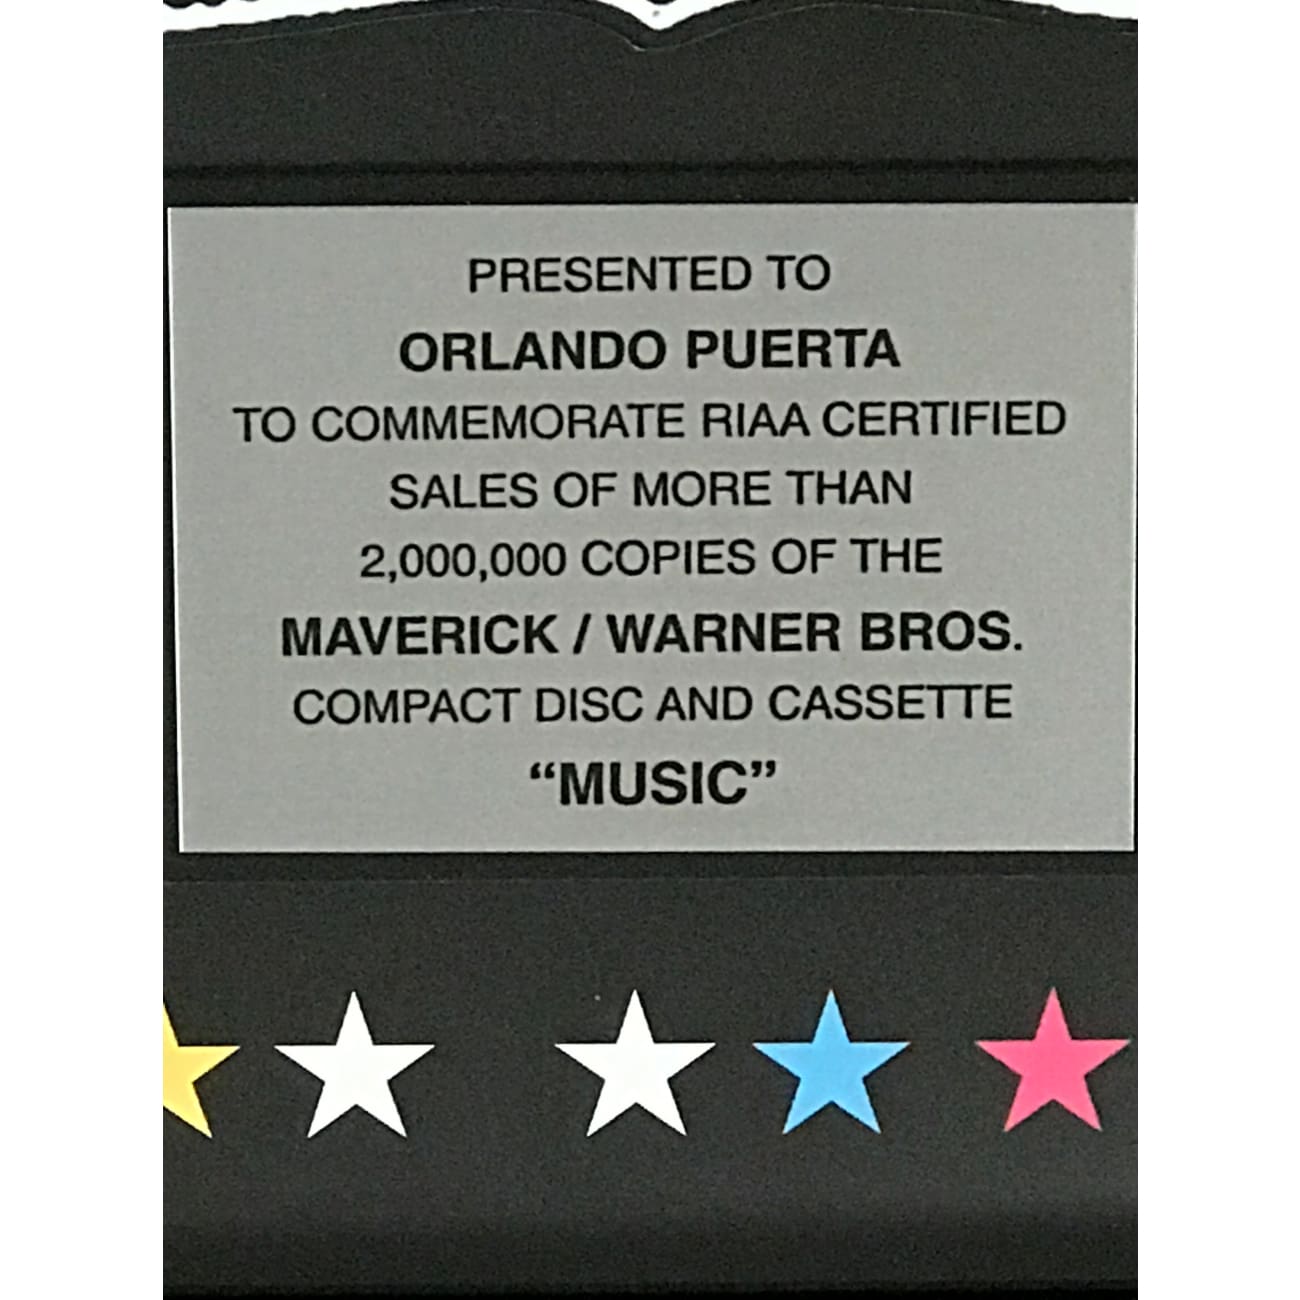 PRESENTED TO
ORLANDO PUERTA
TO COMMEMORATE RIAA CERTIFIED
SALES OF MORE THAN
2,000,000 COPIES OF THE
MAVERICK / WARNER BROS.
COMPACT DISC AND CASSETTE
“MUSIC”